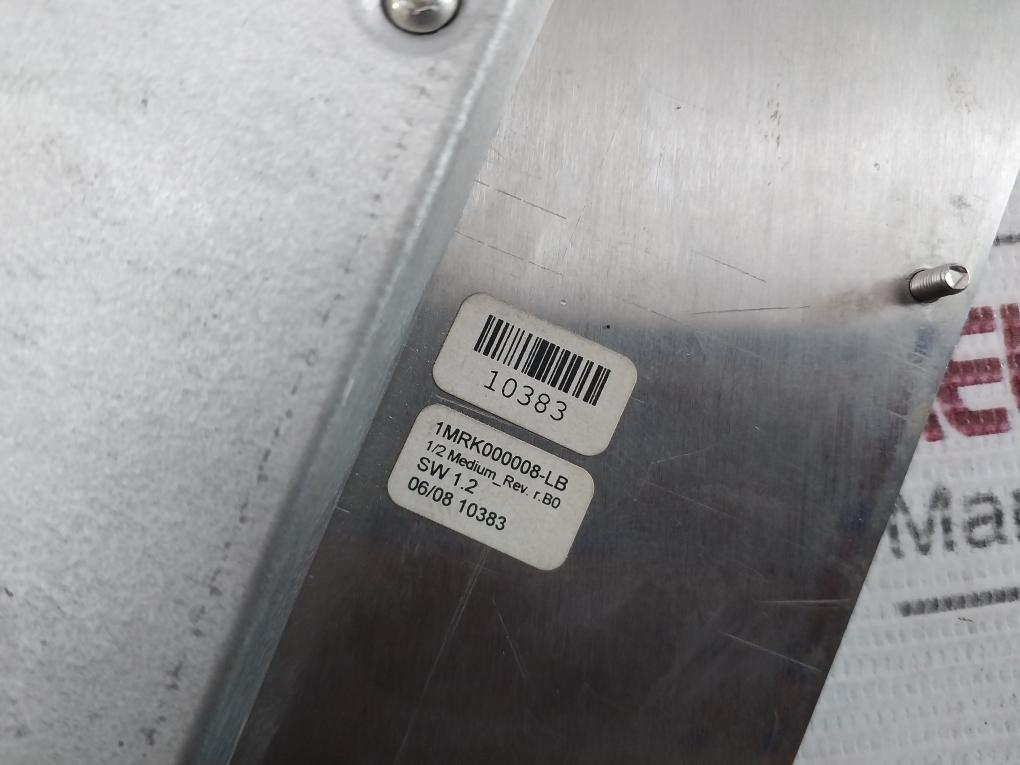 10383
1MRK000008-LB
1/2 Medium_Rev. r.B0
SW 1.2
06/08 10383